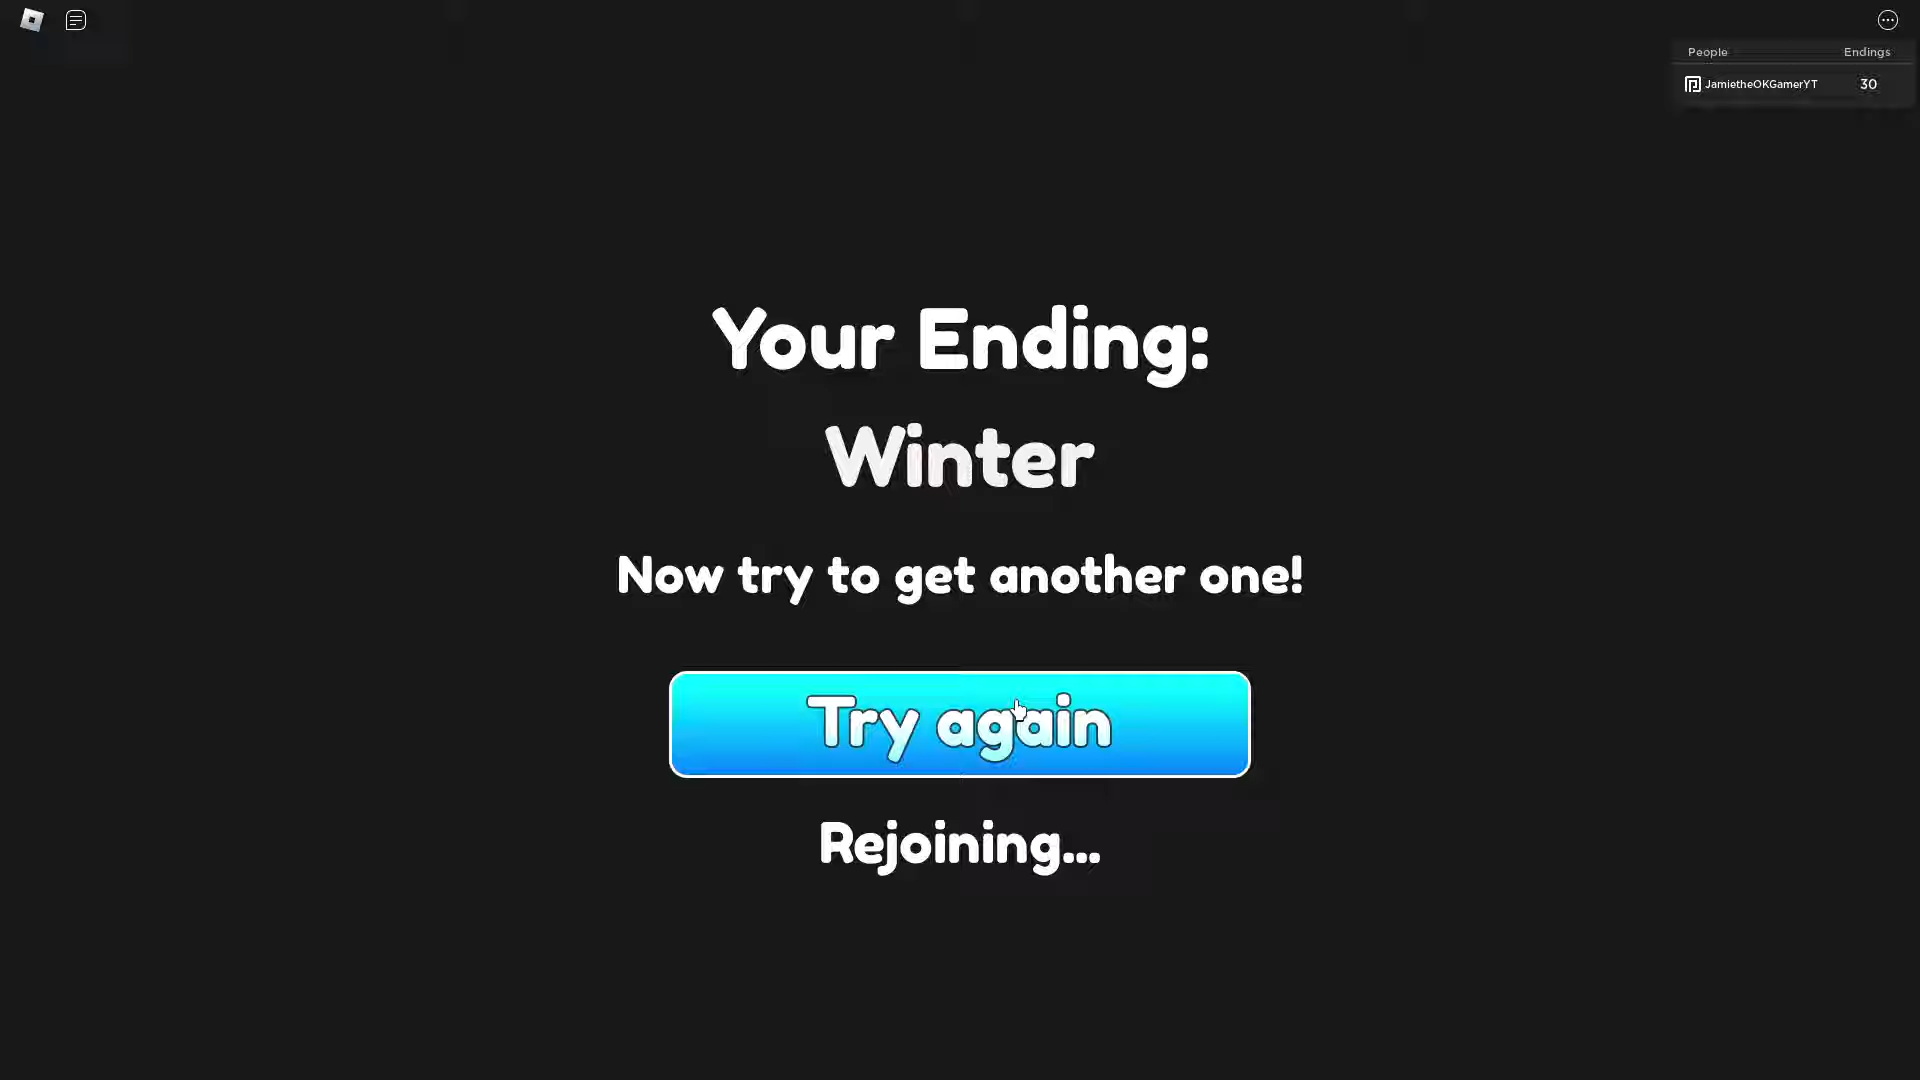 People Endings
JamietheOKGamerYT 30
Your Ending:
Winter
Now try to get another one!
Try again
Rejoining...